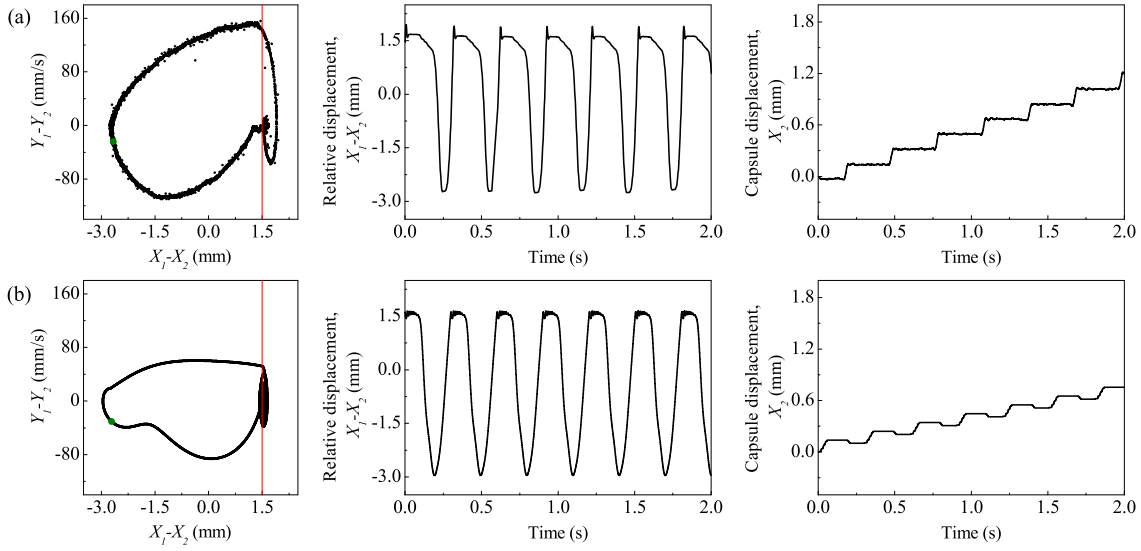 (a)
160
80
0
-80
Y1-Y2 (mm/s)
-3.0 -1.5 0.0 1.5
X1-X2 (mm)
1.5
0.0
-1.5
-3.0
Relative displacement,
X1-X2 (mm)
0.0 0.5 1.0 1.5 2.0
Time (s)
1.8
1.2
0.6
0.0
Capsule displacement,
X2 (mm)
0.0 0.5 1.0 1.5 2.0
Time (s)
(b)
160
80
0
-80
Y1-Y2 (mm/s)
-3.0 -1.5 0.0 1.5
X1-X2 (mm)
1.5
0.0
-1.5
-3.0
Relative displacement,
X1-X2 (mm)
0.0 0.5 1.0 1.5 2.0
Time (s)
1.8
1.2
0.6
0.0
Capsule displacement,
X2 (mm)
0.0 0.5 1.0 1.5 2.0
Time (s)